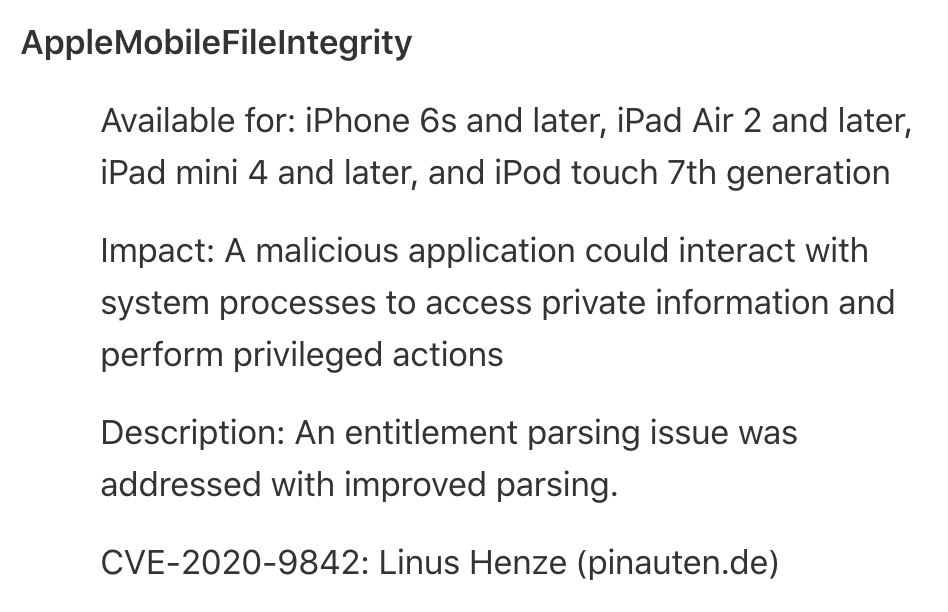 AppleMobileFileIntegrity
Available for: iPhone 6s and later, iPad Air 2 and later,
iPad mini 4 and later, and iPod touch 7th generation
Impact: A malicious application could interact with
system processes to access private information and
perform privileged actions
Description: An entitlement parsing issue was
addressed with improved parsing.
CVE-2020-9842: Linus Henze (pinauten.de)